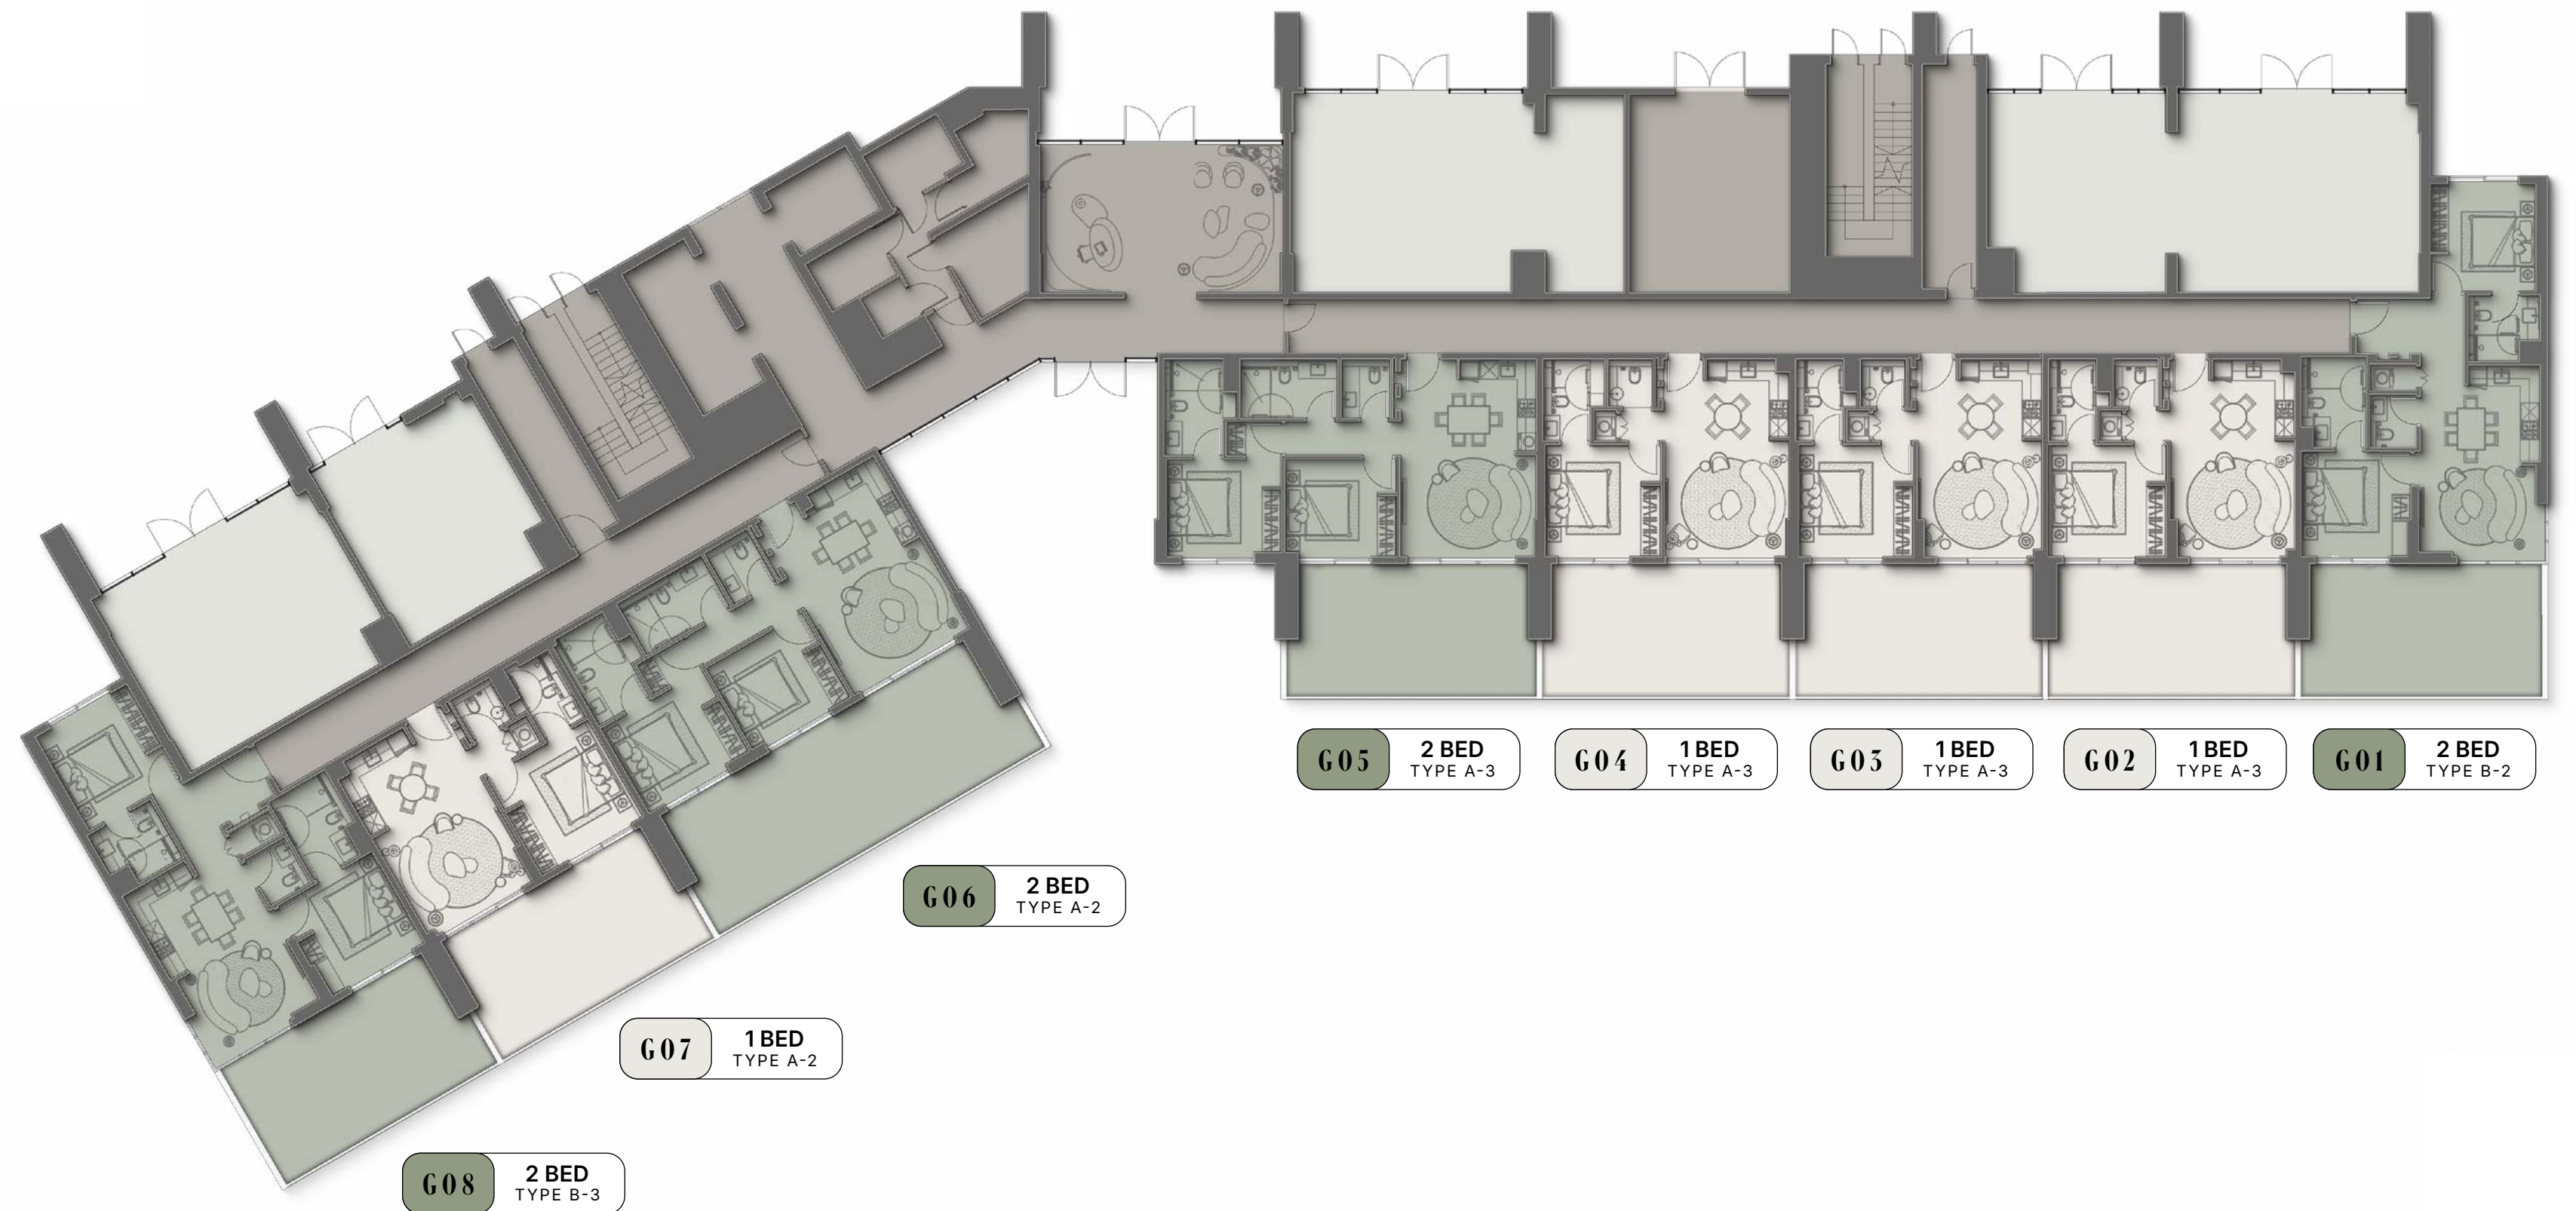 G05
2 BED
TYPE A-3
G04
1 BED
TYPE A-3
G03
1 BED
TYPE A-3
G02
1 BED
TYPE A-3
G01
2 BED
TYPE B-2
G06
2 BED
TYPE A-2
G07
1 BED
TYPE A-2
G08
2 BED
TYPE B-3